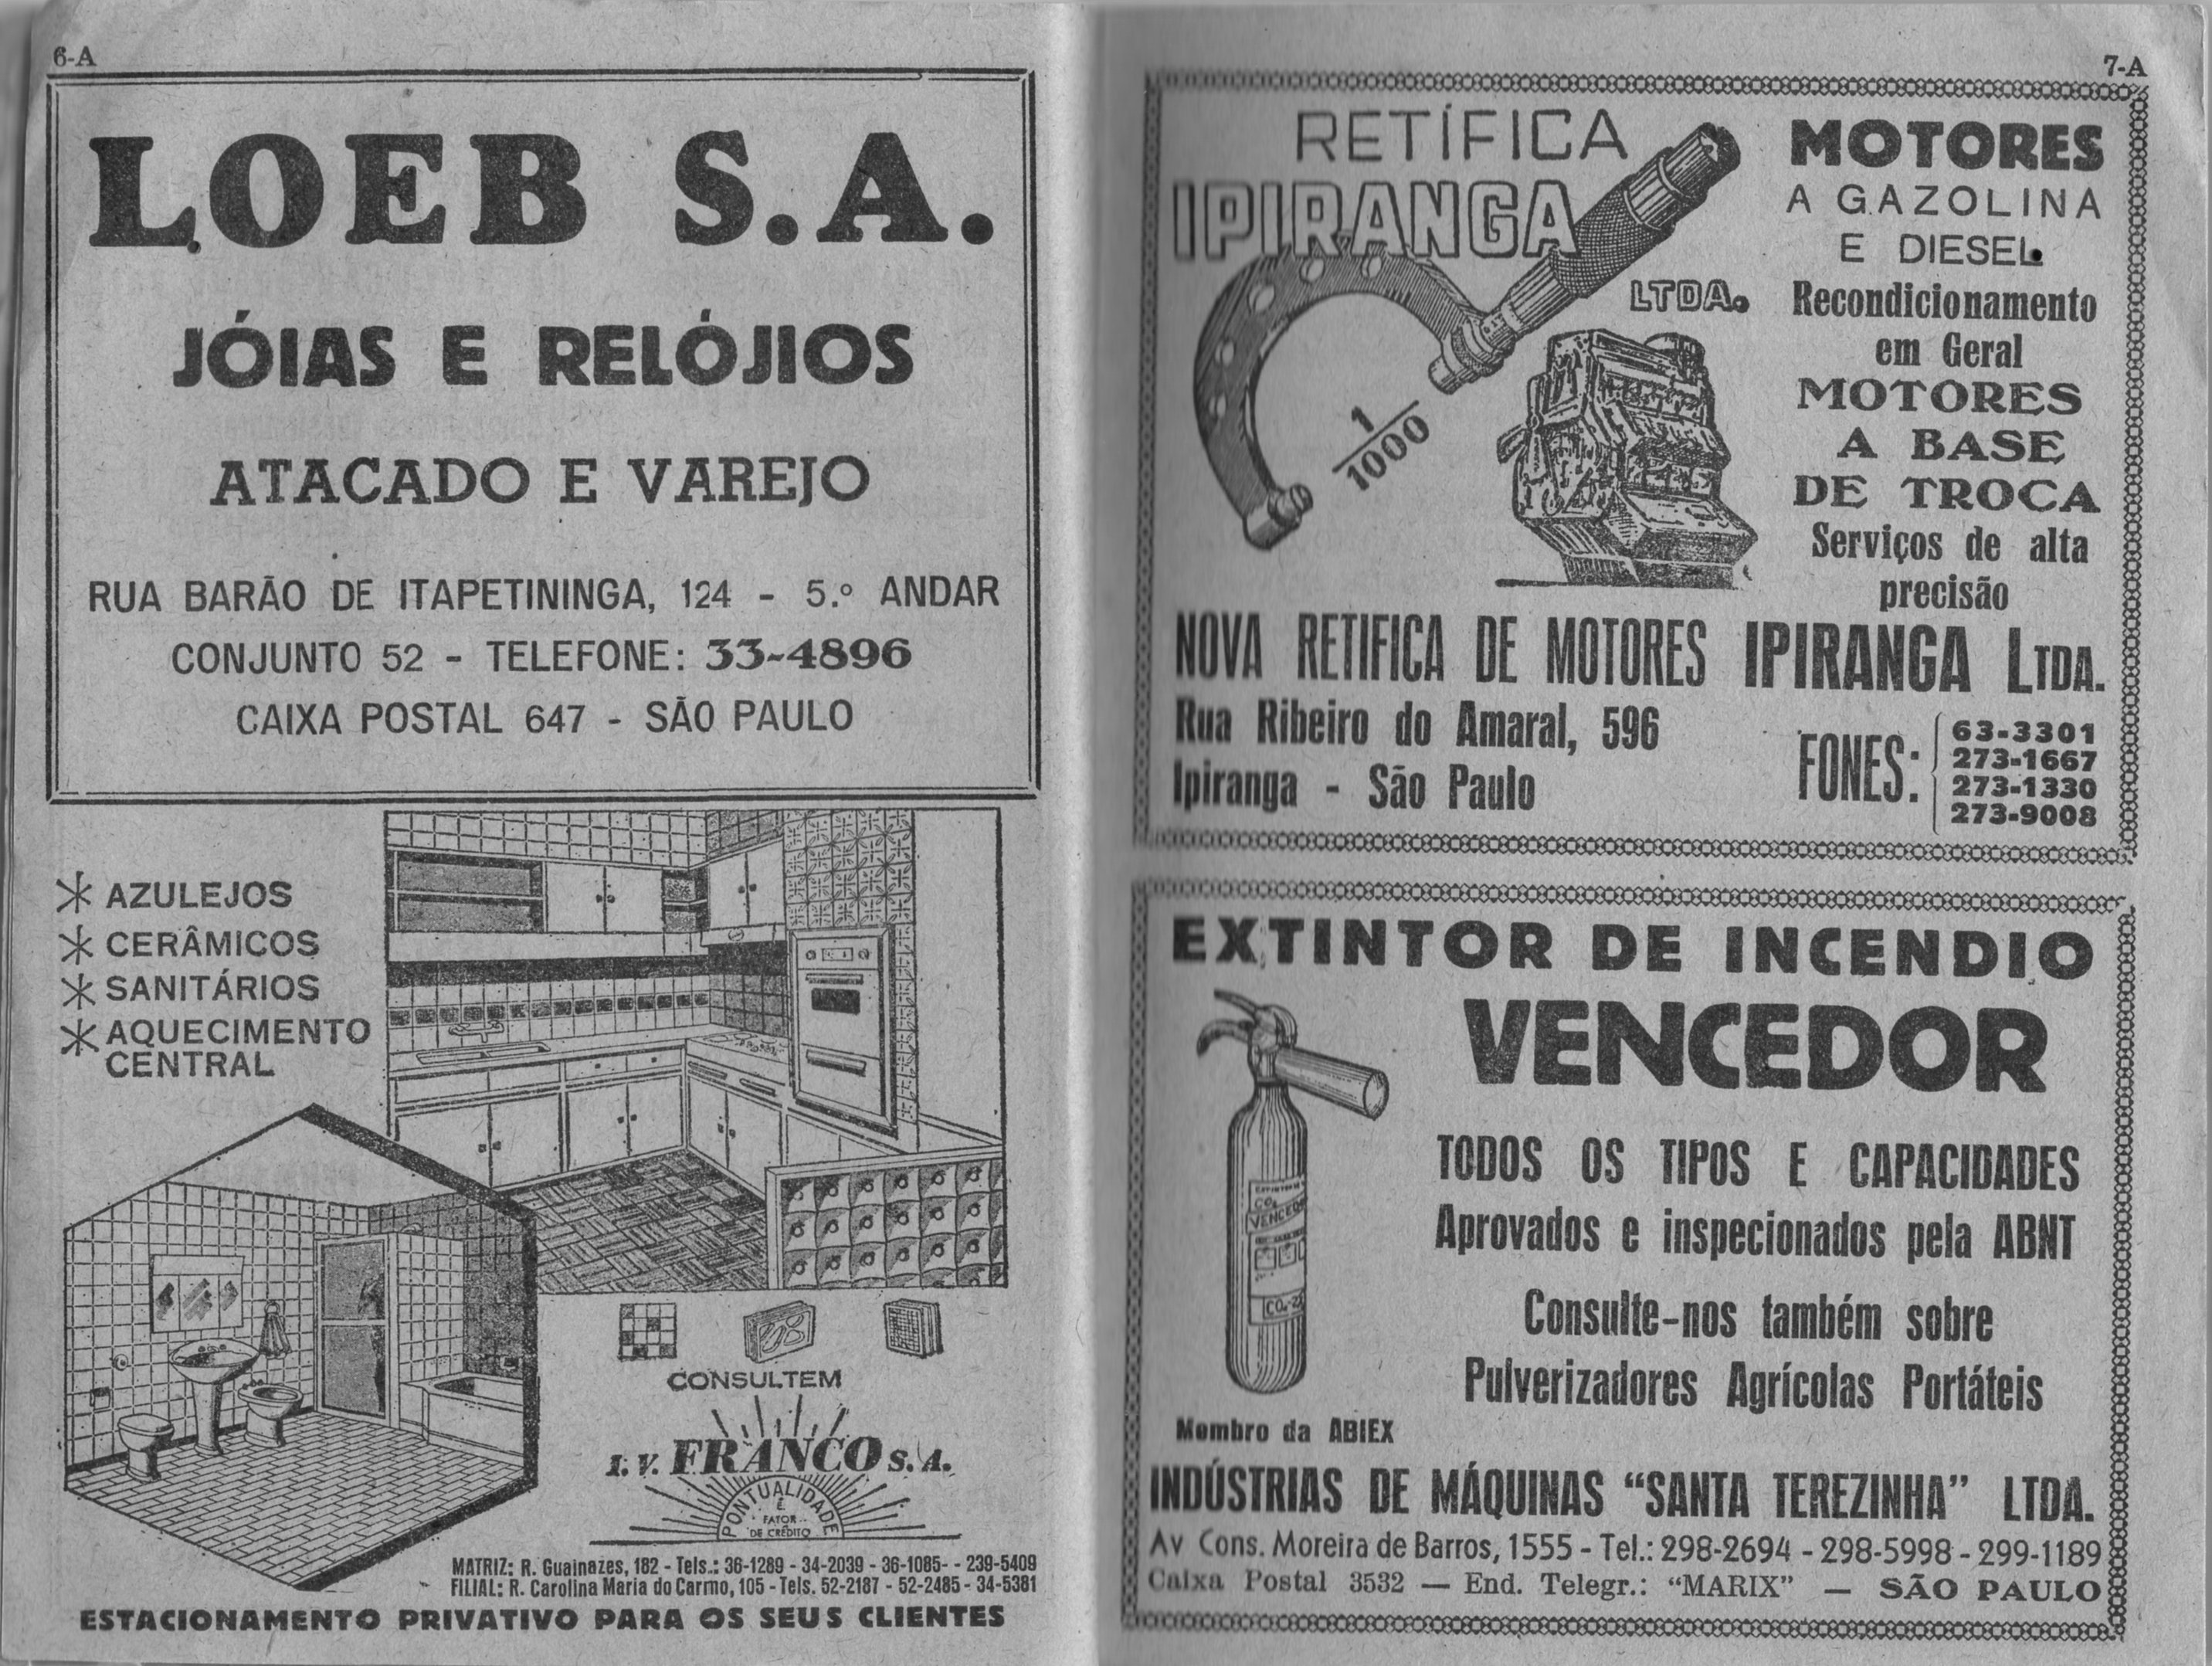 6-A
LOEB S.A.
JÓIAS E RELÓJIOS
ATACADO E VAREJO
RUA BARÃO DE ITAPETININGA, 124 - 5.º ANDAR
CONJUNTO 52 - TELEFONE: 33-4896
CAIXA POSTAL 647 - SÃO PAULO
AZULEJOS
CERÂMICOS
SANITÁRIOS
AQUECIMENTO
CENTRAL
CONSULTEM
I. V. FRANCO S. A.
PONTUALIDADE
É
FATOR
DE CRÉDITO
MATRIZ: R. Guainazes, 182 - Tels.: 36-1289 - 34-2039 - 36-1085- - 239-5409
FILIAL: R. Carolina Maria do Carmo, 105 - Tels. 52-2187 - 52-2485 - 34-5381
ESTACIONAMENTO PRIVATIVO PARA OS SEUS CLIENTES
7-A
RETÍFICA
IPIRANGA
LTDA.
1
1000
MOTORES
A GAZOLINA
E DIESEL
Recondicionamento
em Geral
MOTORES
A BASE
DE TROCA
Serviços de alta
precisão
NOVA RETIFICA DE MOTORES IPIRANGA LTDA.
Rua Ribeiro do Amaral, 596
Ipiranga - São Paulo
FONES:
63-3301
273-1667
273-1330
273-9008
EXTINTOR DE INCENDIO
VENCEDOR
TODOS OS TIPOS E CAPACIDADES
Aprovados e inspecionados pela ABNT
Consulte-nos também sobre
Pulverizadores Agrícolas Portáteis
CO₂
VENCEDO
Membro da ABIEX
INDÚSTRIAS DE MÁQUINAS “SANTA TEREZINHA” LTDA.
Av Cons. Moreira de Barros, 1555 - Tel.: 298-2694 - 298-5998 - 299-1189
Caixa Postal 3532 — End. Telegr.: “MARIX” — SÃO PAULO